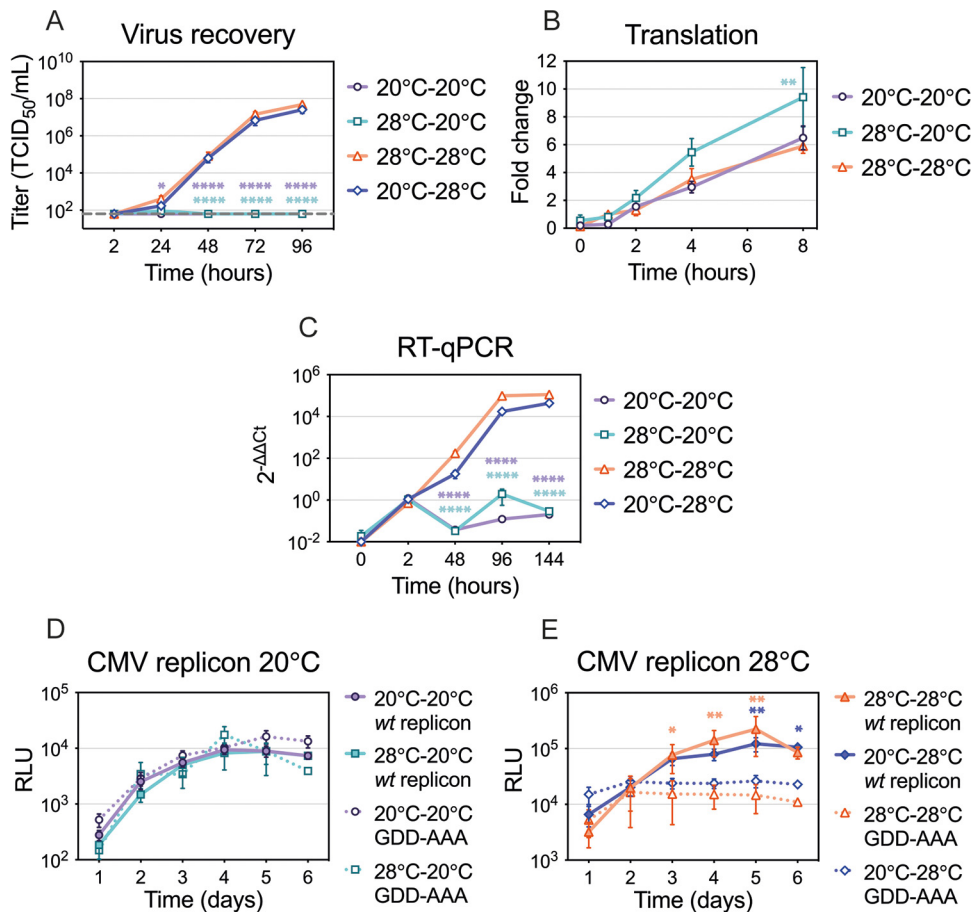 A
Virus recovery
Titer (TCID50/mL)
10^10
10^8
10^6
10^4
10^2
2 24 48 72 96
Time (hours)
* **** **** ****
**** **** ****
20°C-20°C
28°C-20°C
28°C-28°C
20°C-28°C
B
Translation
Fold change
12
10
8
6
4
2
0
0 2 4 8
Time (hours)
**
20°C-20°C
28°C-20°C
28°C-28°C
C
RT-qPCR
2^-ΔΔCt
10^6
10^4
10^2
10^0
10^-2
0 2 48 96 144
Time (hours)
**** **** ****
**** **** ****
20°C-20°C
28°C-20°C
28°C-28°C
20°C-28°C
D
CMV replicon 20°C
RLU
10^5
10^4
10^3
10^2
1 2 3 4 5 6
Time (days)
20°C-20°C
wt replicon
28°C-20°C
wt replicon
20°C-20°C
GDD-AAA
28°C-20°C
GDD-AAA
E
CMV replicon 28°C
RLU
10^6
10^5
10^4
10^3
1 2 3 4 5 6
Time (days)
* ** **
** *
28°C-28°C
wt replicon
20°C-28°C
wt replicon
28°C-28°C
GDD-AAA
20°C-28°C
GDD-AAA